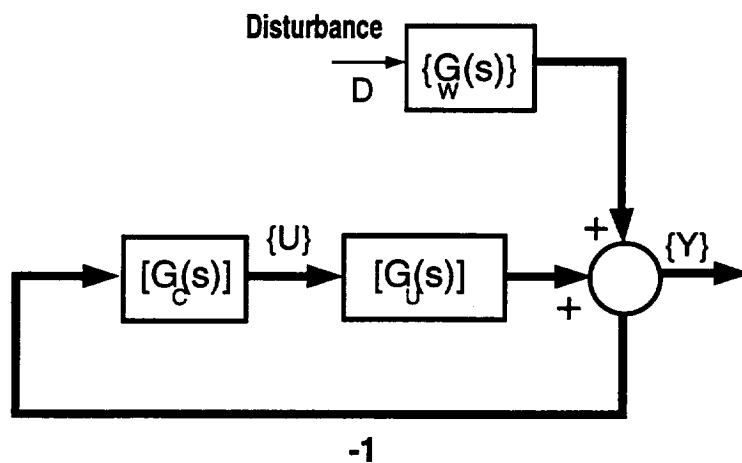 Disturbance
D
{G_W(s)}
+
{U}
{Y}
[G_C(s)]
[G_U(s)]
+
-1